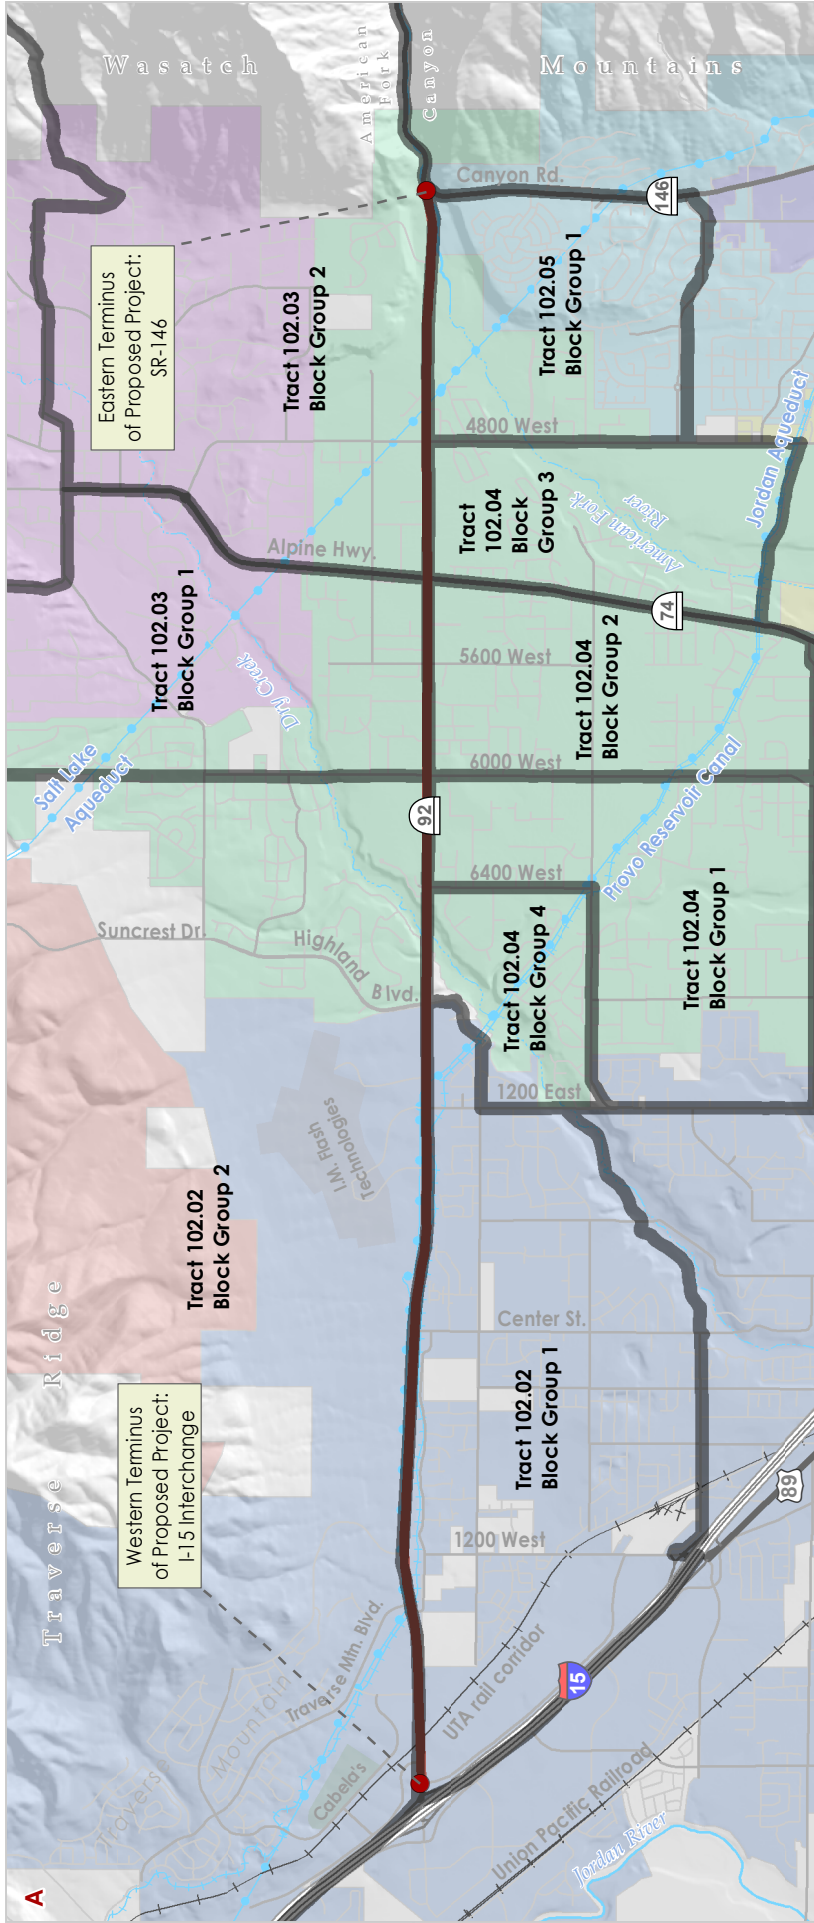 A
Traverse Ridge
Wasatch
Mountains
American
Fork
Canyon
Western Terminus
of Proposed Project:
I-15 Interchange
Eastern Terminus
of Proposed Project:
SR-146
Tract 102.02
Block Group 2
Tract 102.03
Block Group 1
Tract 102.03
Block Group 2
Tract 102.02
Block Group 1
Tract 102.04
Block Group 4
Tract 102.04
Block Group 1
Tract 102.04
Block Group 2
Tract
102.04
Block
Group 3
Tract 102.05
Block Group 1
Traverse
Mountain
Traverse Mtn. Blvd.
Cabela's
UTA rail corridor
Union Pacific Railroad
Jordan River
15
89
1200 West
Center St.
I.M. Flash
Technologies
1200 East
Suncrest Dr.
Highland
Blvd.
Salt Lake
Aqueduct
Dry Creek
92
6400 West
6000 West
5600 West
Alpine Hwy.
74
4800 West
American Fork
River
Provo Reservoir Canal
Jordan Aqueduct
Canyon Rd.
146